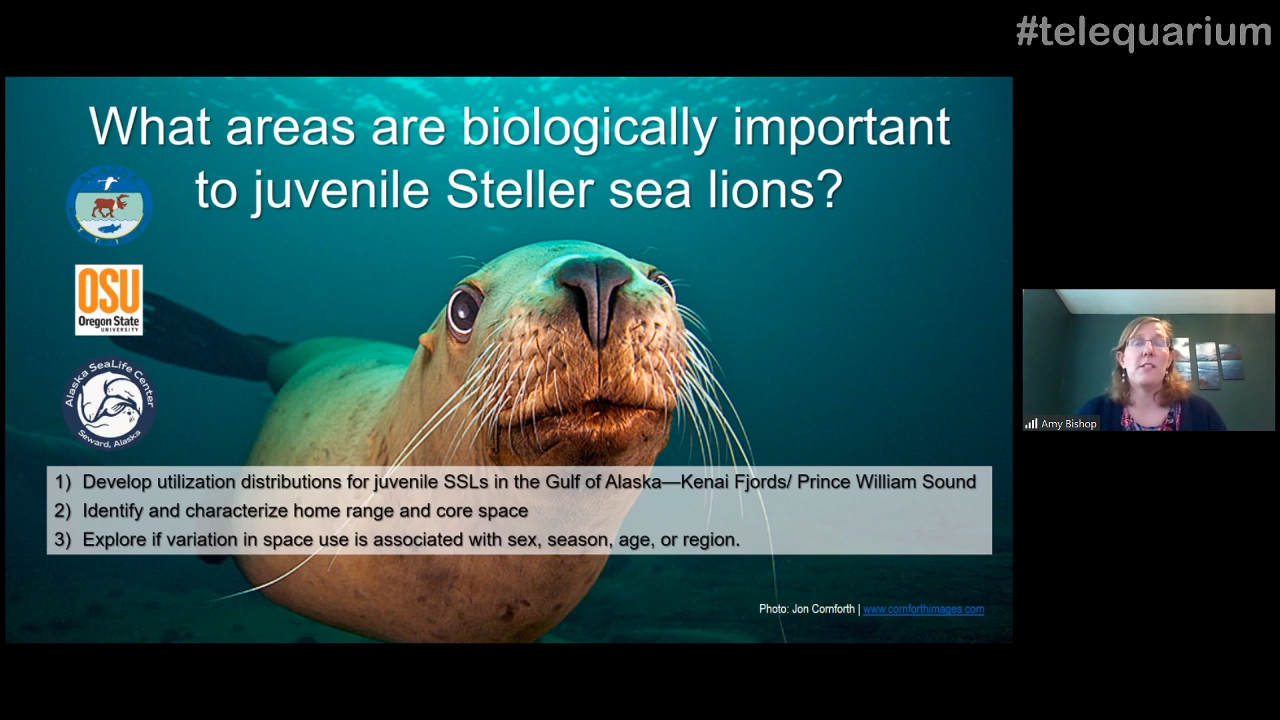 #telequarium
What areas are biologically important
to juvenile Steller sea lions?
OSU
Oregon State
UNIVERSITY
Alaska SeaLife Center
Seward, Alaska
1) Develop utilization distributions for juvenile SSLs in the Gulf of Alaska—Kenai Fjords/ Prince William Sound
2) Identify and characterize home range and core space
3) Explore if variation in space use is associated with sex, season, age, or region.
Photo: Jon Cornforth | www.cornforthimages.com
Amy Bishop